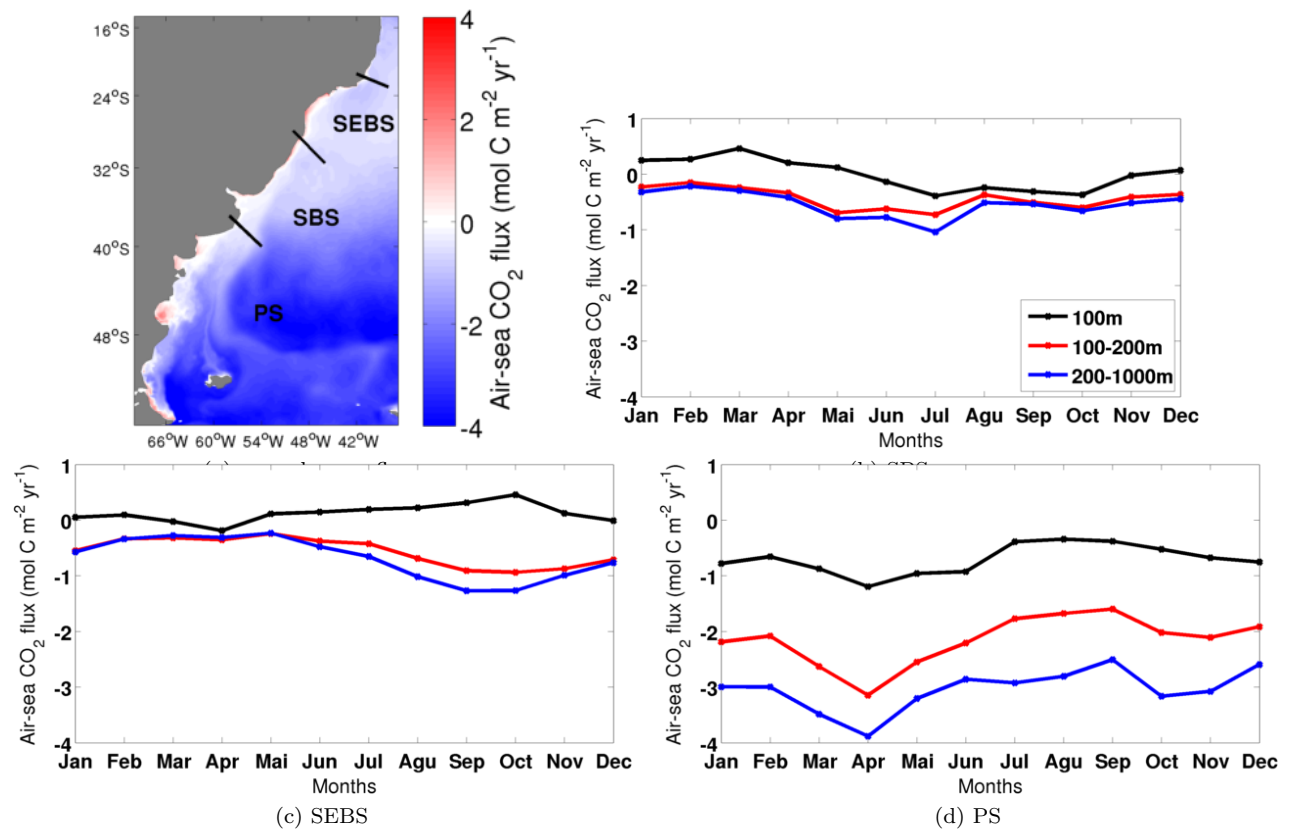 16°S
24°S
32°S
40°S
48°S
66°W 60°W 54°W 48°W 42°W
SEBS
SBS
PS
4
2
0
-2
-4
Air-sea CO2 flux (mol C m-2 yr-1)
1
0
-1
-2
-3
-4
Air-sea CO2 flux (mol C m-2 yr-1)
100m
100-200m
200-1000m
Jan Feb Mar Apr Mai Jun Jul Agu Sep Oct Nov Dec
Months
1
0
-1
-2
-3
-4
Air-sea CO2 flux (mol C m-2 yr-1)
Jan Feb Mar Apr Mai Jun Jul Agu Sep Oct Nov Dec
Months
(c) SEBS
1
0
-1
-2
-3
-4
Air-sea CO2 flux (mol C m-2 yr-1)
Jan Feb Mar Apr Mai Jun Jul Agu Sep Oct Nov Dec
Months
(d) PS